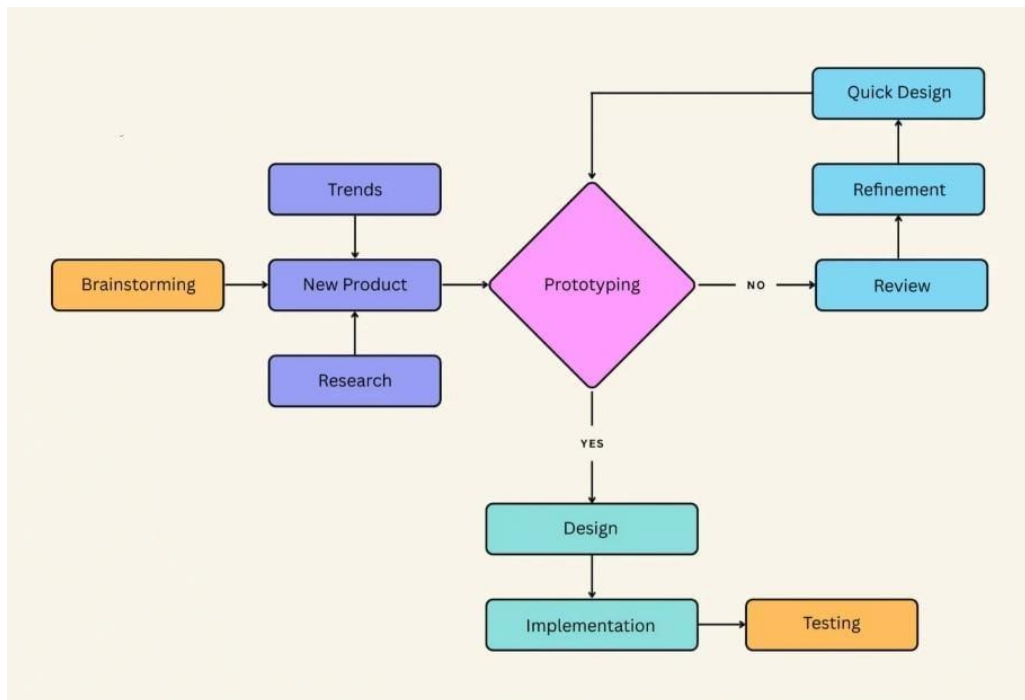 Quick Design
Trends
Refinement
Brainstorming
New Product
Prototyping
NO
Review
Research
YES
Design
Implementation
Testing